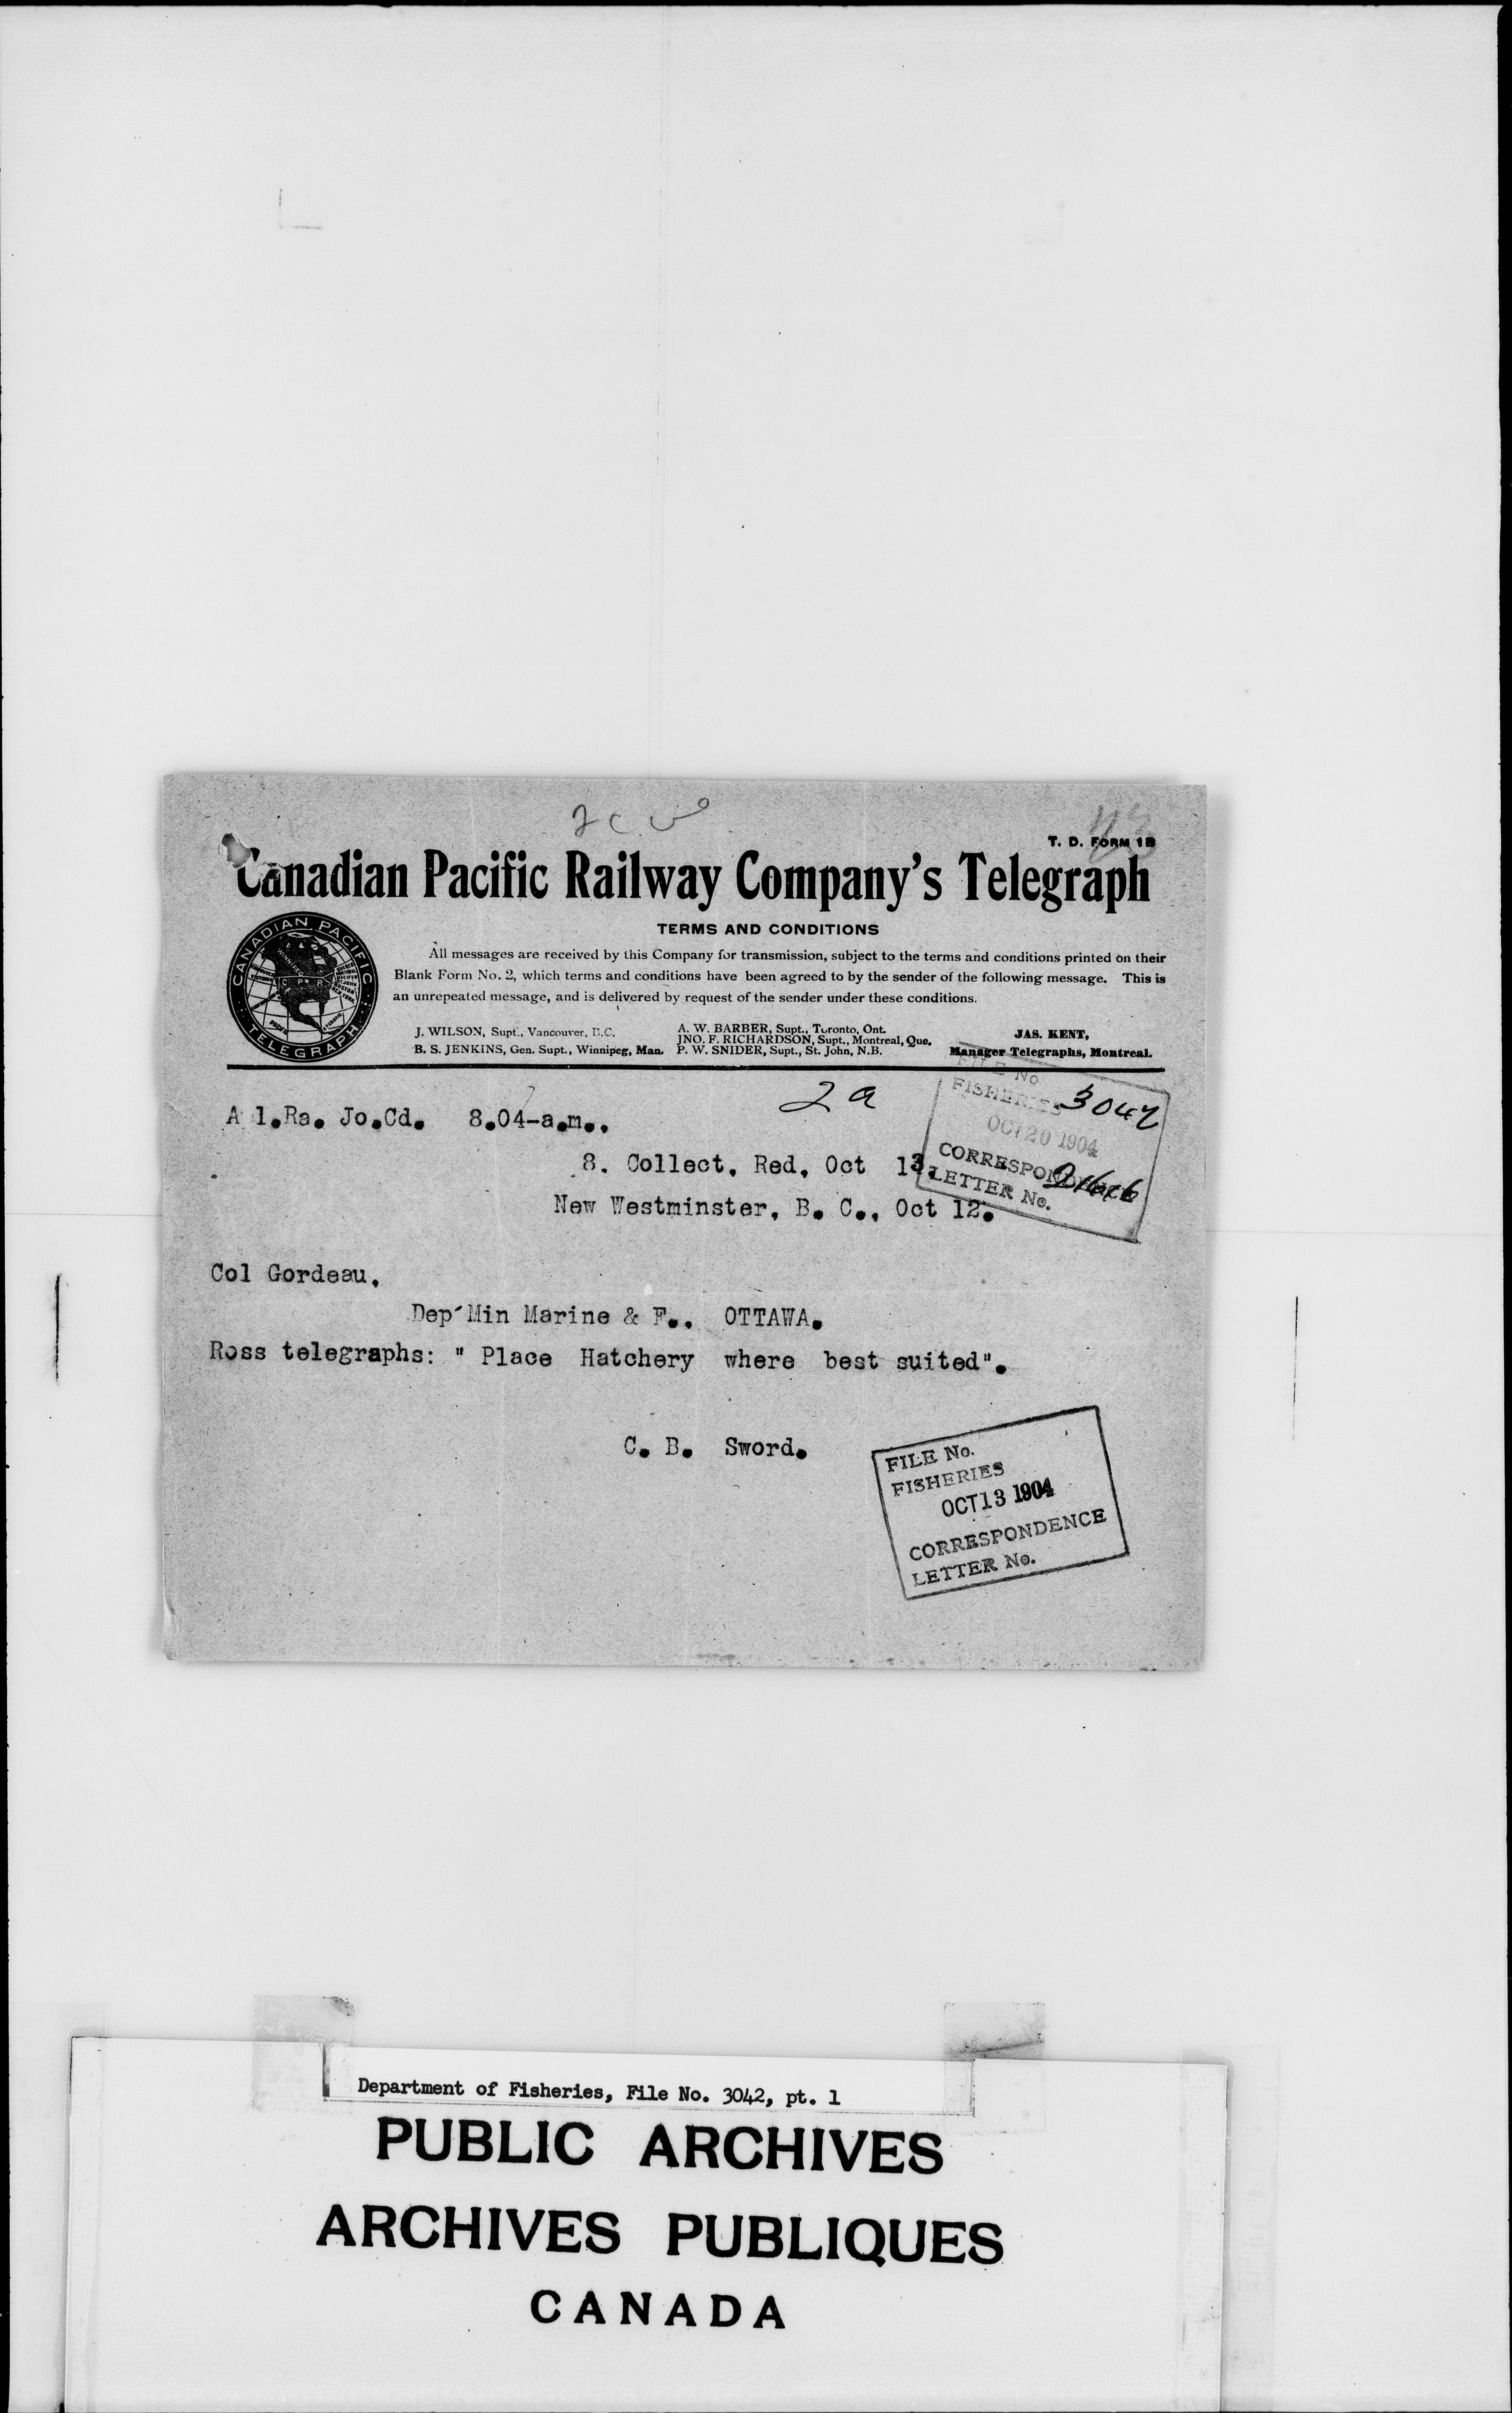 T. D. FORM 1B
Canadian Pacific Railway Company's Telegraph
TERMS AND CONDITIONS
CANADIAN PACIFIC
TELEGRAPH
All messages are received by this Company for transmission, subject to the terms and conditions printed on their
Blank Form No. 2, which terms and conditions have been agreed to by the sender of the following message. This is
an unrepeated message, and is delivered by request of the sender under these conditions.
J. WILSON, Supt., Vancouver, B.C.
B. S. JENKINS, Gen. Supt., Winnipeg, Man.
A. W. BARBER, Supt., Toronto, Ont.
JNO. F. RICHARDSON, Supt., Montreal, Que.
P. W. SNIDER, Supt., St. John, N.B.
JAS. KENT,
Manager Telegraphs, Montreal.
2 a
FILE No
FISHERIES 3042
OCT 20 1904
CORRESPONDENCE
LETTER No.
A 1.Ra. Jo.Cd. 8.04-a.m..
8. Collect, Red, Oct 13.
New Westminster, B. C., Oct 12.
Col Gordeau,
Dep'Min Marine & F., OTTAWA.
Ross telegraphs: " Place Hatchery where best suited".
C. B. Sword.
FILE No.
FISHERIES
OCT 13 1904
CORRESPONDENCE
LETTER No.
Department of Fisheries, File No. 3042, pt. 1
PUBLIC ARCHIVES
ARCHIVES PUBLIQUES
CANADA